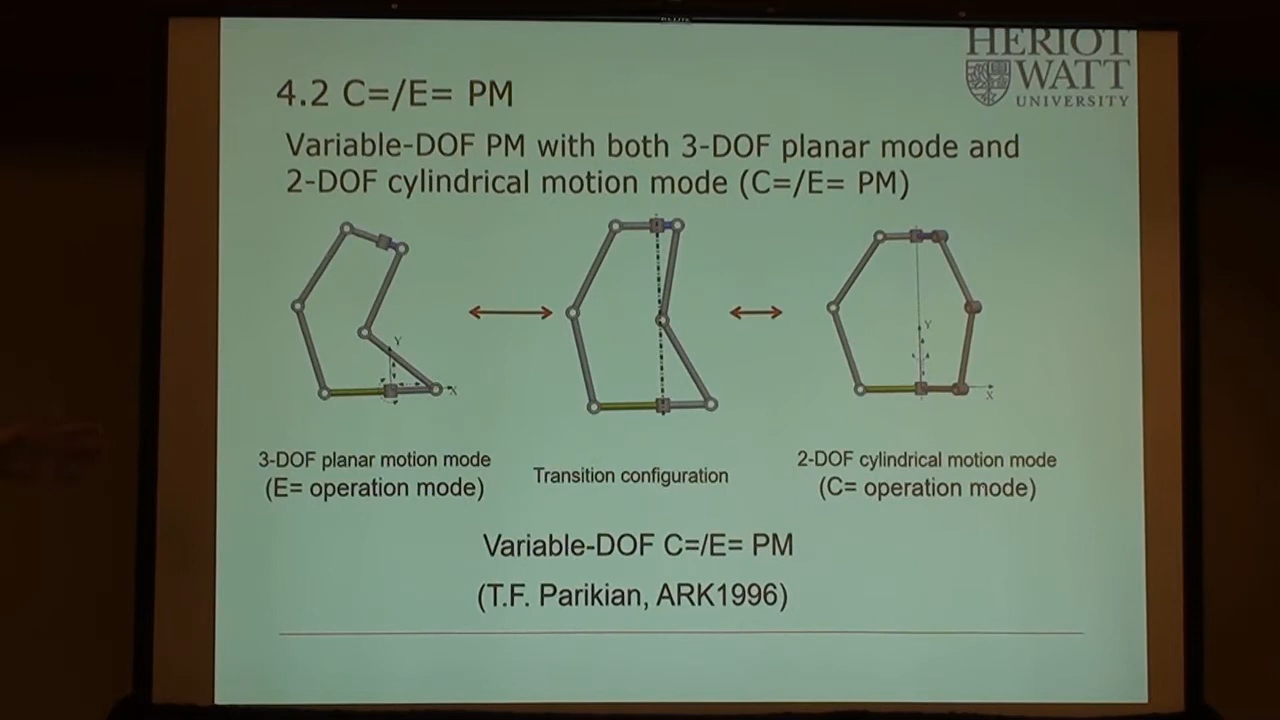 HERIOT
WATT
UNIVERSITY
4.2 C=/E= PM
Variable-DOF PM with both 3-DOF planar mode and
2-DOF cylindrical motion mode (C=/E= PM)
Y
X
Y
X
3-DOF planar motion mode
(E= operation mode)
Transition configuration
2-DOF cylindrical motion mode
(C= operation mode)
Variable-DOF C=/E= PM
(T.F. Parikian, ARK1996)